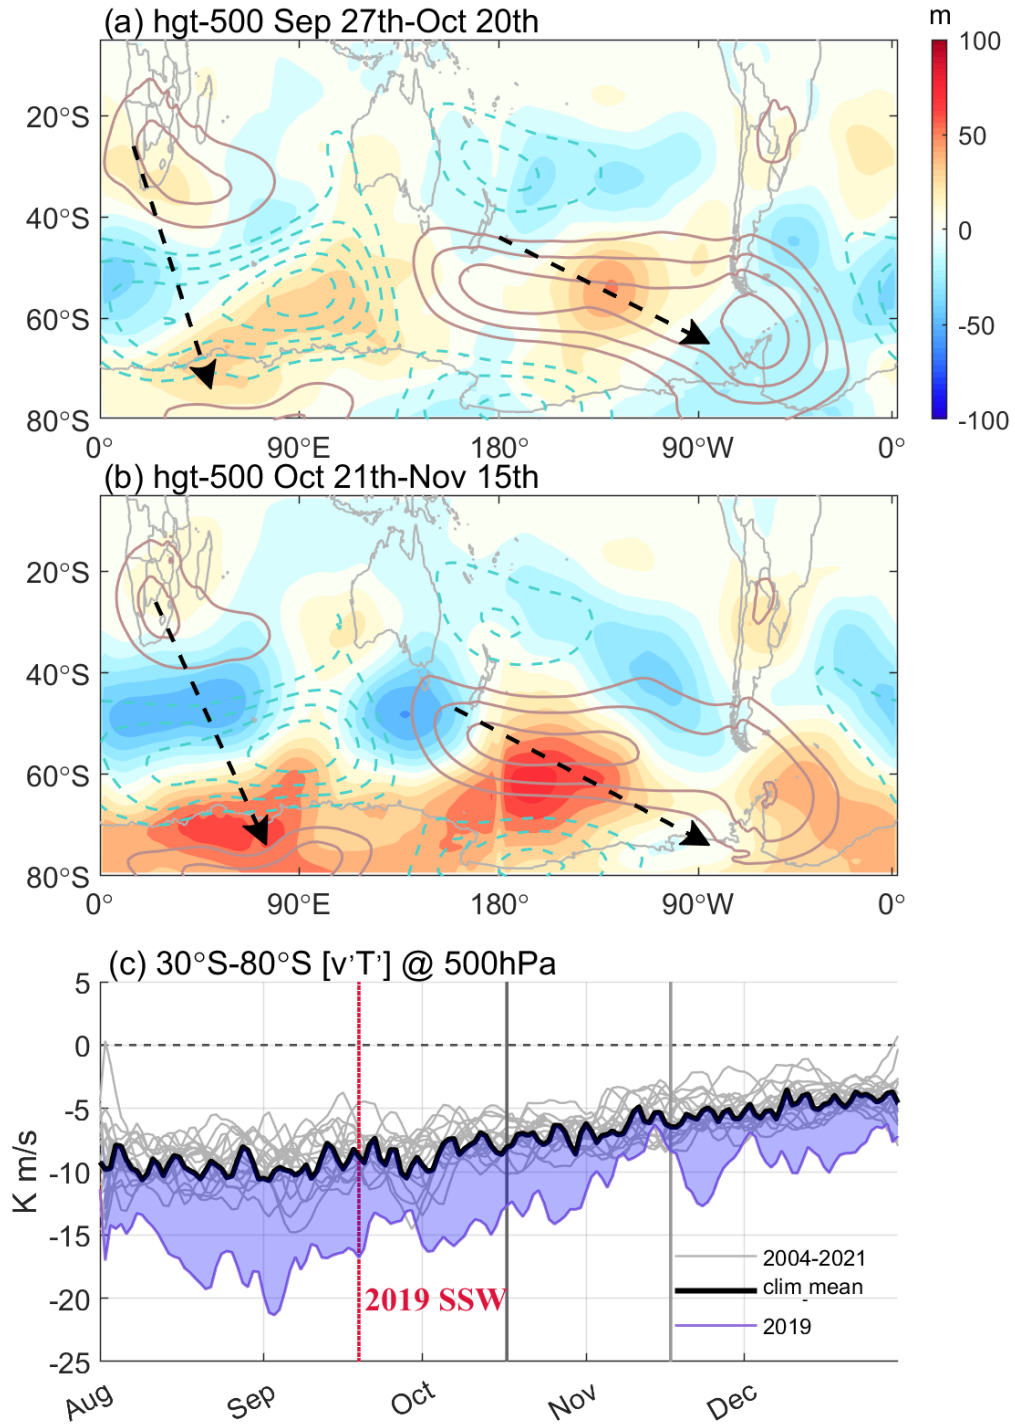 (a) hgt-500 Sep 27th-Oct 20th
m
100
50
0
-50
-100
20°S
40°S
60°S
80°S
0° 90°E 180° 90°W 0°
(b) hgt-500 Oct 21th-Nov 15th
20°S
40°S
60°S
80°S
0° 90°E 180° 90°W 0°
(c) 30°S-80°S [v'T'] @ 500hPa
K m/s
5
0
-5
-10
-15
-20
-25
2019 SSW
2004-2021
clim_mean
2019
Aug Sep Oct Nov Dec